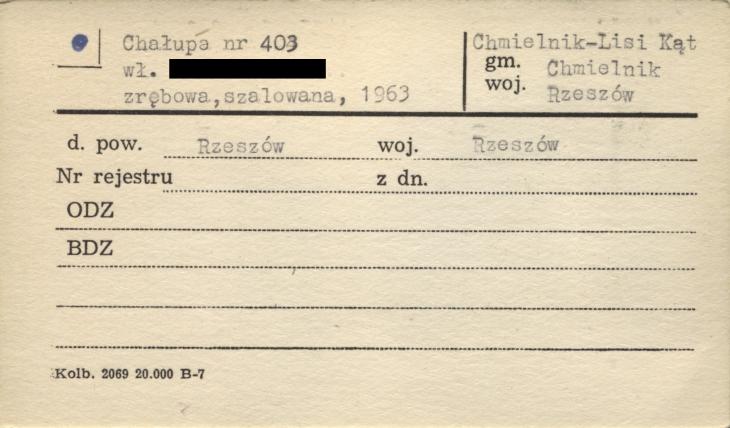 Chałupa nr 403
wł.
zrębowa,szalowana, 1963
Chmielnik-Lisi Kąt
gm. Chmielnik
woj. Rzeszów
d. pow. Rzeszów woj. Rzeszów
Nr rejestru z dn.
ODZ
BDZ
Kolb. 2069 20.000 B-7